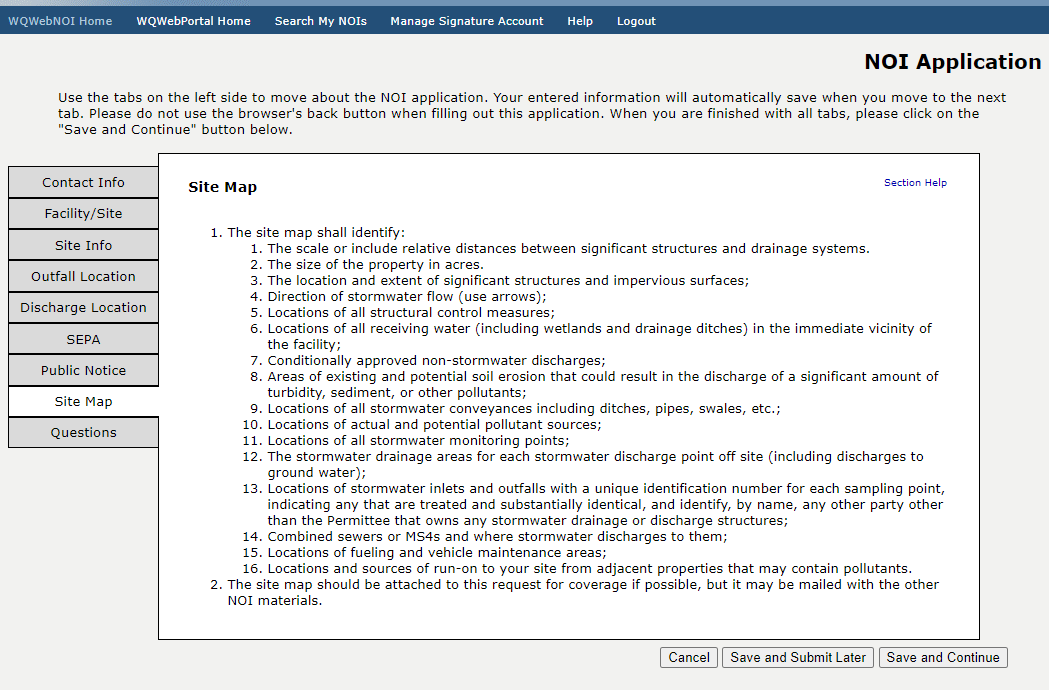 WQWebNOI Home WQWebPortal Home Search My NOIs Manage Signature Account Help Logout
NOI Application
Use the tabs on the left side to move about the NOI application. Your entered information will automatically save when you move to the next
tab. Please do not use the browser's back button when filling out this application. When you are finished with all tabs, please click on the
"Save and Continue" button below.
Contact Info
Facility/Site
Site Info
Outfall Location
Discharge Location
SEPA
Public Notice
Site Map
Questions
Site Map
Section Help
1. The site map shall identify:
1. The scale or include relative distances between significant structures and drainage systems.
2. The size of the property in acres.
3. The location and extent of significant structures and impervious surfaces;
4. Direction of stormwater flow (use arrows);
5. Locations of all structural control measures;
6. Locations of all receiving water (including wetlands and drainage ditches) in the immediate vicinity of
the facility;
7. Conditionally approved non-stormwater discharges;
8. Areas of existing and potential soil erosion that could result in the discharge of a significant amount of
turbidity, sediment, or other pollutants;
9. Locations of all stormwater conveyances including ditches, pipes, swales, etc.;
10. Locations of actual and potential pollutant sources;
11. Locations of all stormwater monitoring points;
12. The stormwater drainage areas for each stormwater discharge point off site (including discharges to
ground water);
13. Locations of stormwater inlets and outfalls with a unique identification number for each sampling point,
indicating any that are treated and substantially identical, and identify, by name, any other party other
than the Permittee that owns any stormwater drainage or discharge structures;
14. Combined sewers or MS4s and where stormwater discharges to them;
15. Locations of fueling and vehicle maintenance areas;
16. Locations and sources of run-on to your site from adjacent properties that may contain pollutants.
2. The site map should be attached to this request for coverage if possible, but it may be mailed with the other
NOI materials.
Cancel Save and Submit Later Save and Continue